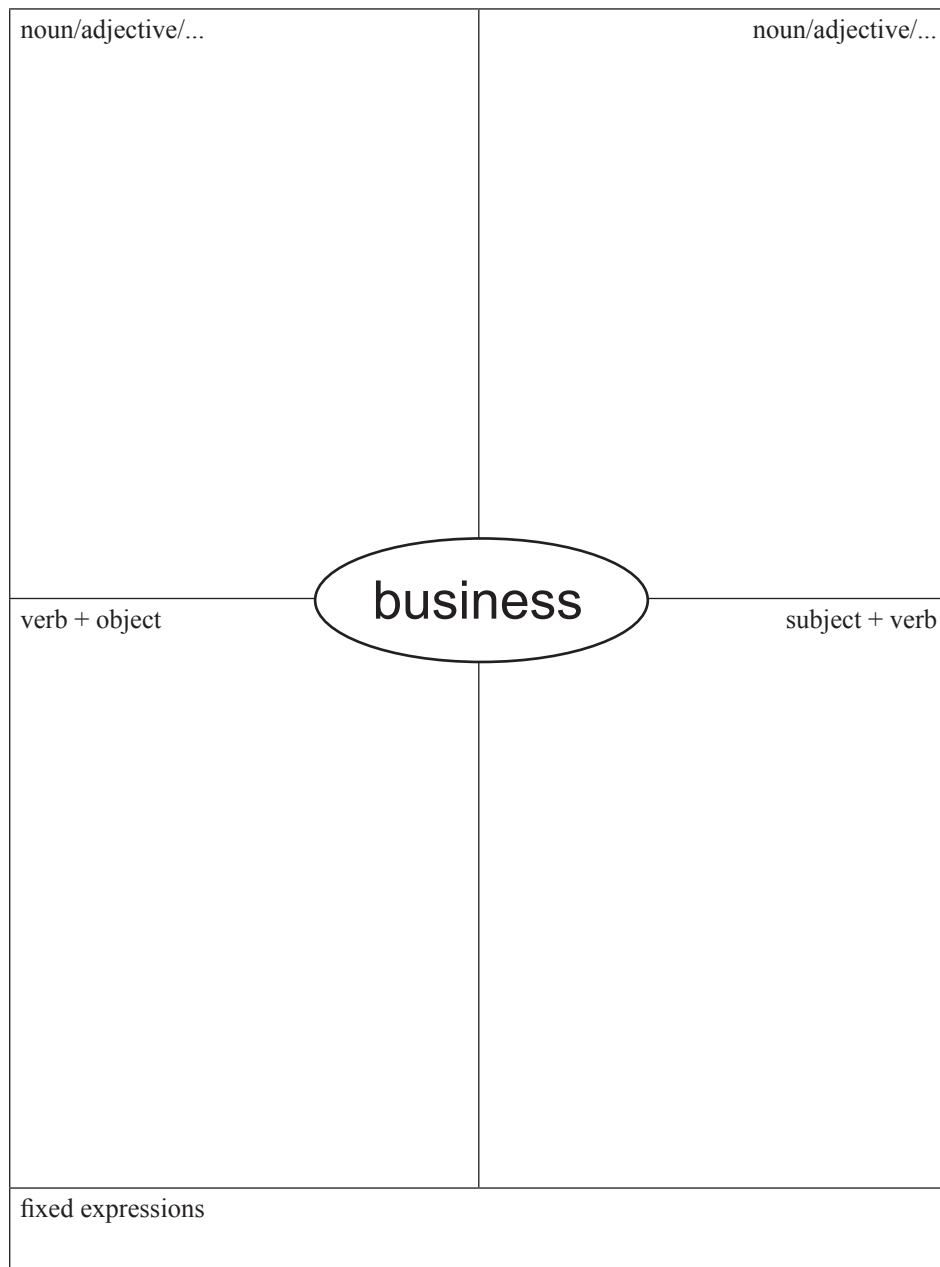 noun/adjective/...
noun/adjective/...
business
verb + object
subject + verb
fixed expressions